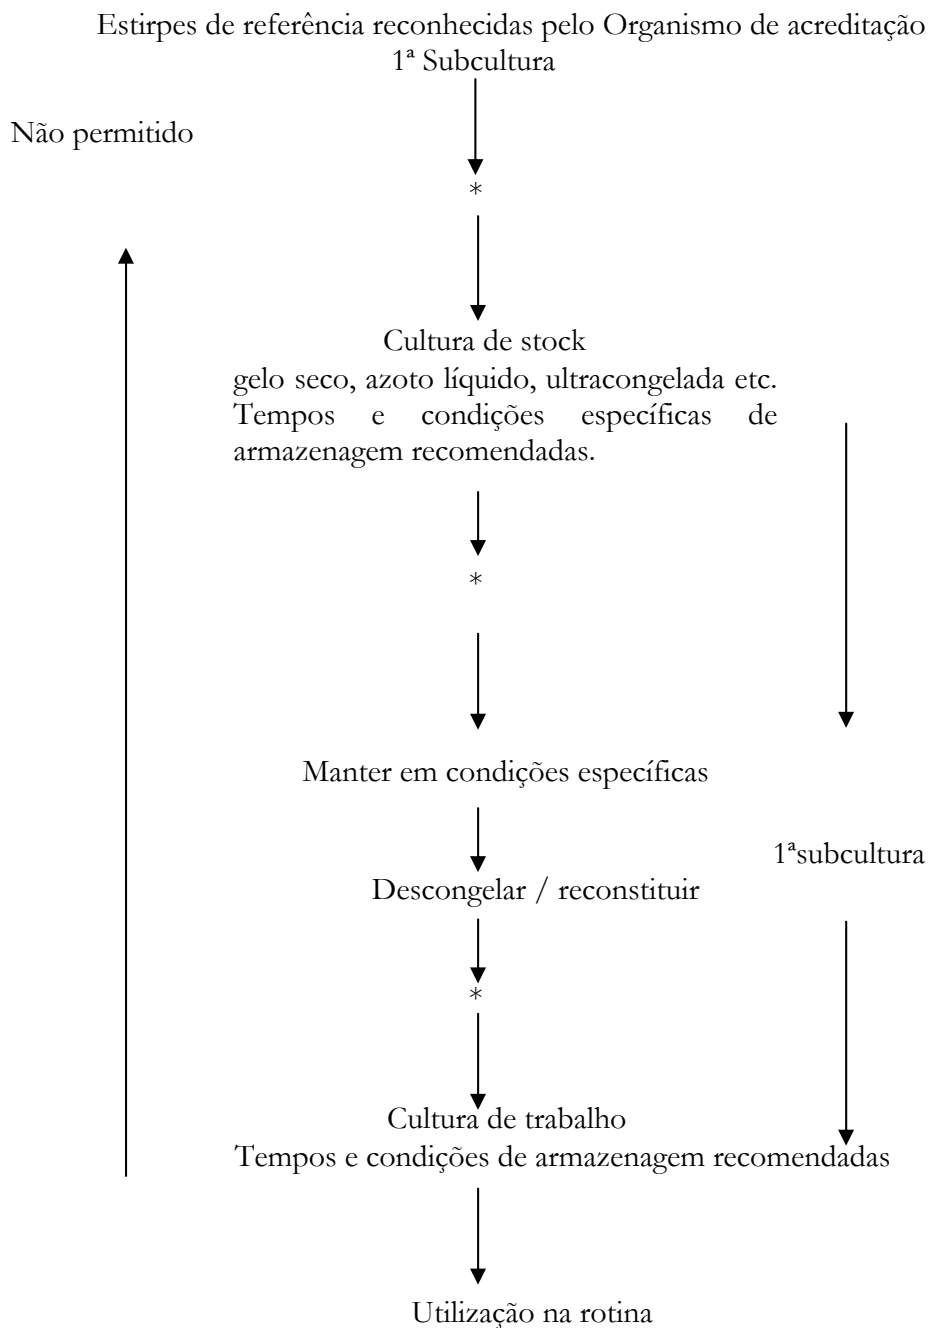 Estirpes de referência reconhecidas pelo Organismo de acreditação
1ª Subcultura
Não permitido
*
Cultura de stock
gelo seco, azoto líquido, ultracongelada etc.
Tempos e condições específicas de
armazenagem recomendadas.
*
Manter em condições específicas
1ªsubcultura
Descongelar / reconstituir
*
Cultura de trabalho
Tempos e condições de armazenagem recomendadas
Utilização na rotina